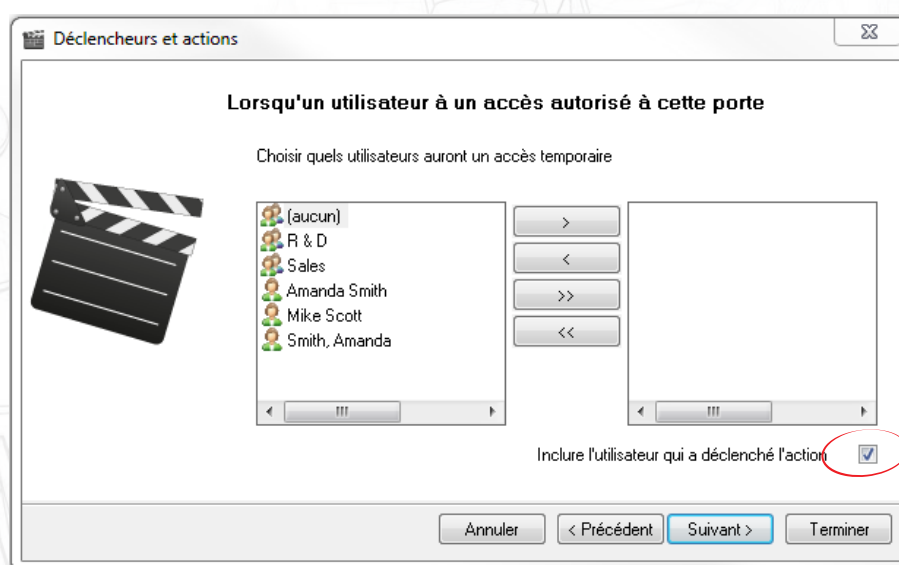 Déclencheurs et actions
Lorsqu'un utilisateur à un accès autorisé à cette porte
Choisir quels utilisateurs auront un accès temporaire
(aucun)
R & D
Sales
Amanda Smith
Mike Scott
Smith, Amanda
>
<
>>
<<
Inclure l'utilisateur qui a déclenché l'action
Annuler
< Précédent
Suivant >
Terminer